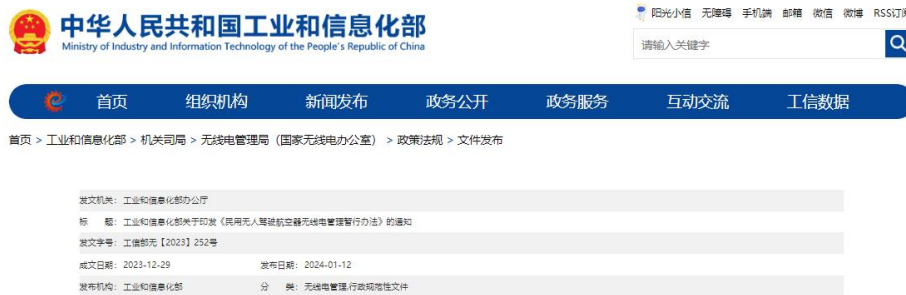 阳光小信 无障碍 手机端 邮箱 微信 微博 RSS订阅
中华人民共和国工业和信息化部
Ministry of Industry and Information Technology of the People's Republic of China
请输入关键字
首页 组织机构 新闻发布 政务公开 政务服务 互动交流 工信数据
首页 > 工业和信息化部 > 机关司局 > 无线电管理局（国家无线电办公室） > 政策法规 > 文件发布
发文机关：工业和信息化部办公厅
标 题：工业和信息化部关于印发《民用无人驾驶航空器无线电管理暂行办法》的通知
发文字号：工信部无【2023】252号
成文日期：2023-12-29 发布日期：2024-01-12
发布机构：工业和信息化部 分 类：无线电管理,行政规范性文件